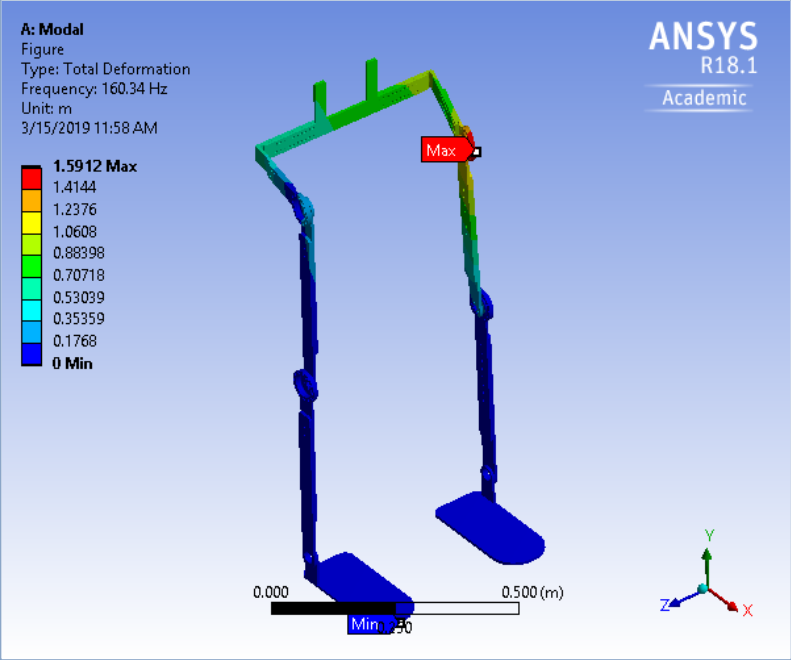 A: Modal
Figure
Type: Total Deformation
Frequency: 160.34 Hz
Unit: m
3/15/2019 11:58 AM
ANSYS
R18.1
Academic
1.5912 Max
1.4144
1.2376
1.0608
0.88398
0.70718
0.53039
0.35359
0.1768
0 Min
Max
Y
Z
X
0.000
0.500 (m)
Min